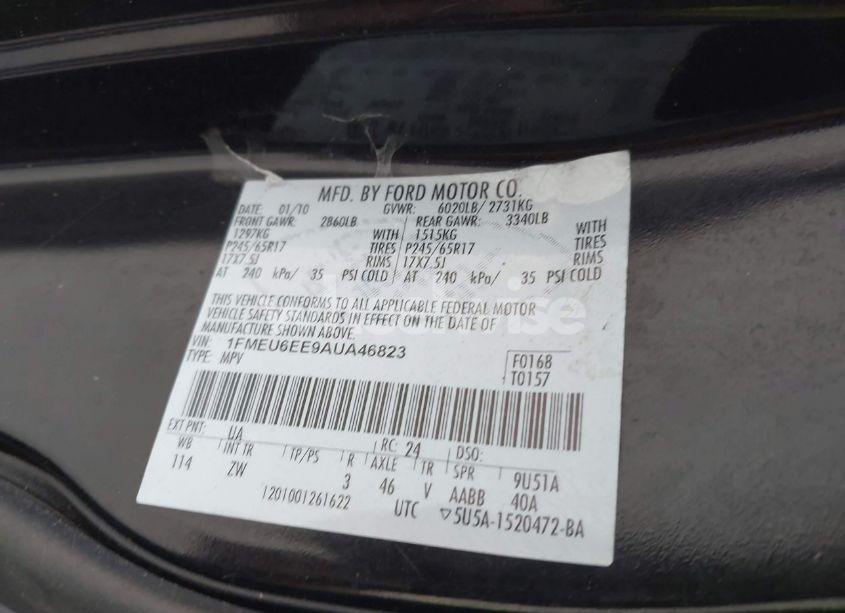 MFD. BY FORD MOTOR CO.
DATE: 01/10 GVWR: 6020LB/ 2731KG
FRONT GAWR: 2860LB REAR GAWR: 3340LB
1297KG WITH 1515KG WITH
P245/65R17 TIRES P245/65R17 TIRES
17X7.5J RIMS 17X7.5J RIMS
AT 240 kPa/ 35 PSI COLD AT 240 kPa/ 35 PSI COLD
THIS VEHICLE CONFORMS TO ALL APPLICABLE FEDERAL MOTOR
VEHICLE SAFETY STANDARDS IN EFFECT ON THE DATE OF
MANUFACTURE SHOWN ABOVE.
VIN: 1FMEU6EE9AUA46823
TYPE: MPV
F0168
T0157
EXT PNT: UA RC: 24 DSO:
WB INT TR TP/PS R AXLE TR SPR 9U51A
114 ZW 3 46 V AABB 40A
1201001261622 UTC ▽5U5A-1520472-BA